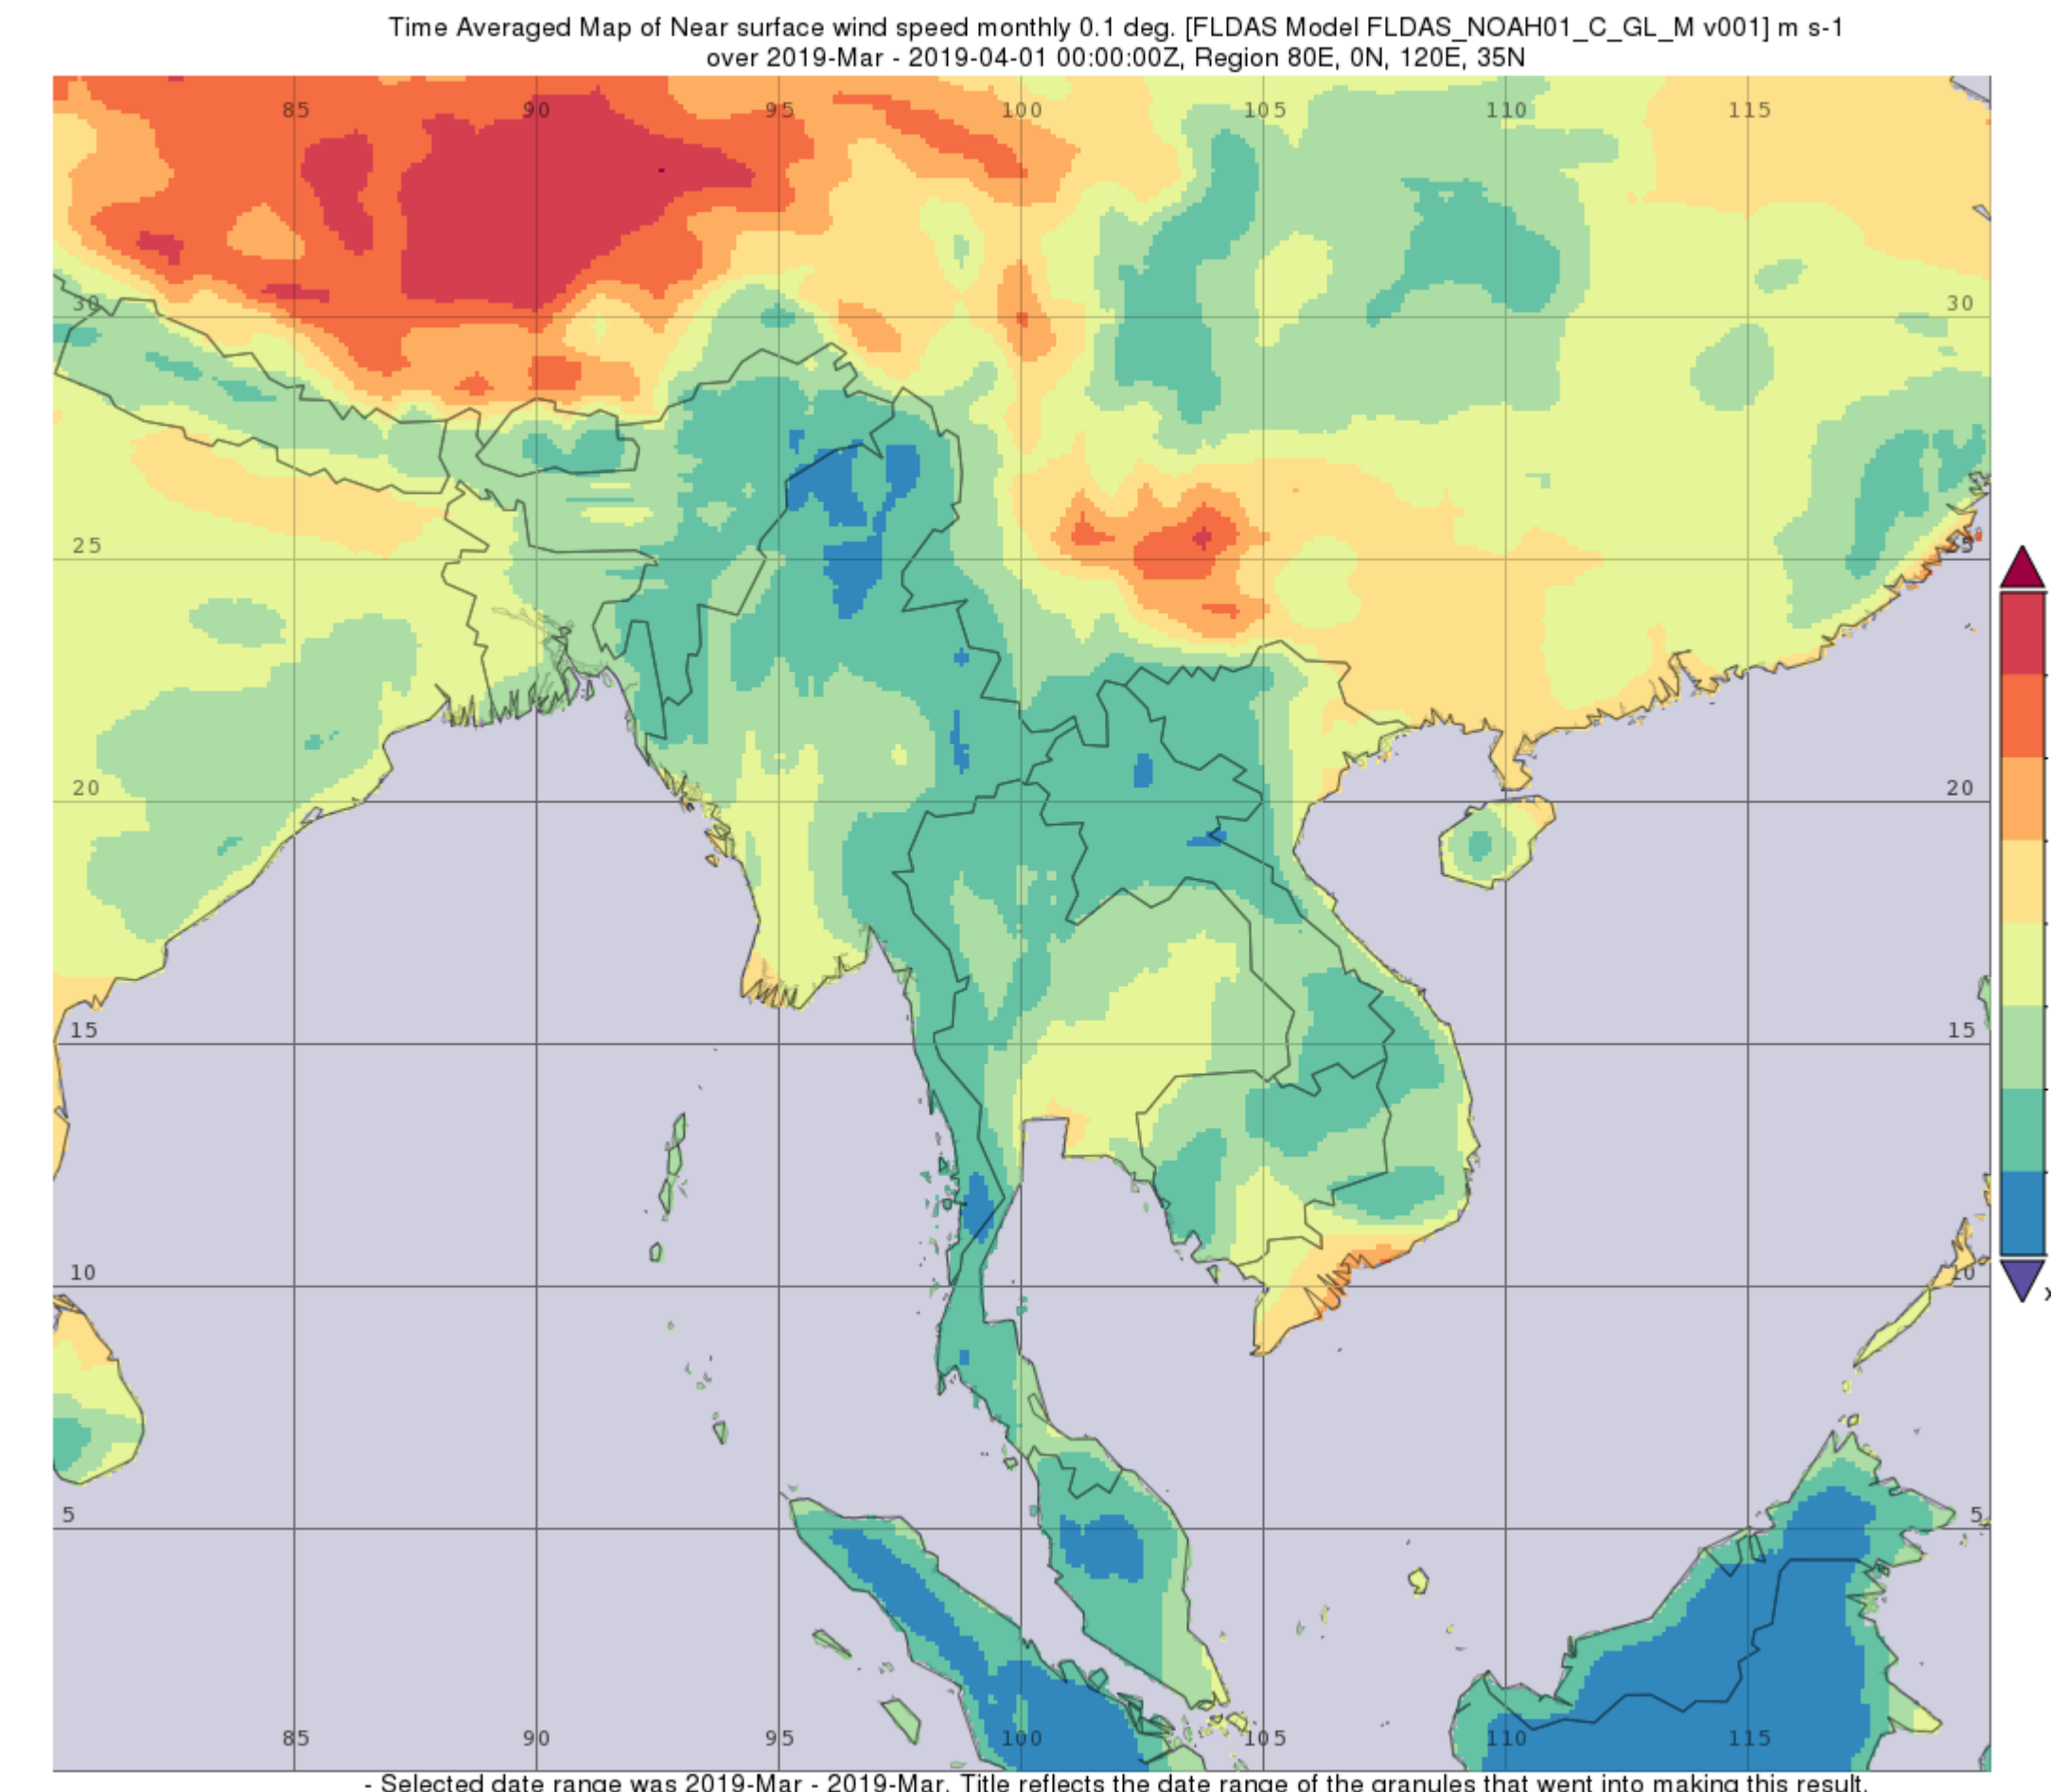 Time Averaged Map of Near surface wind speed monthly 0.1 deg. [FLDAS Model FLDAS_NOAH01_C_GL_M v001] m s-1
over 2019-Mar - 2019-04-01 00:00:00Z, Region 80E, 0N, 120E, 35N
85 90 95 100 105 110 115
30 30
25
20 20
15 15
10 10
5 5
85 90 95 100 105 110 115
- Selected date range was 2019-Mar - 2019-Mar. Title reflects the date range of the granules that went into making this result.